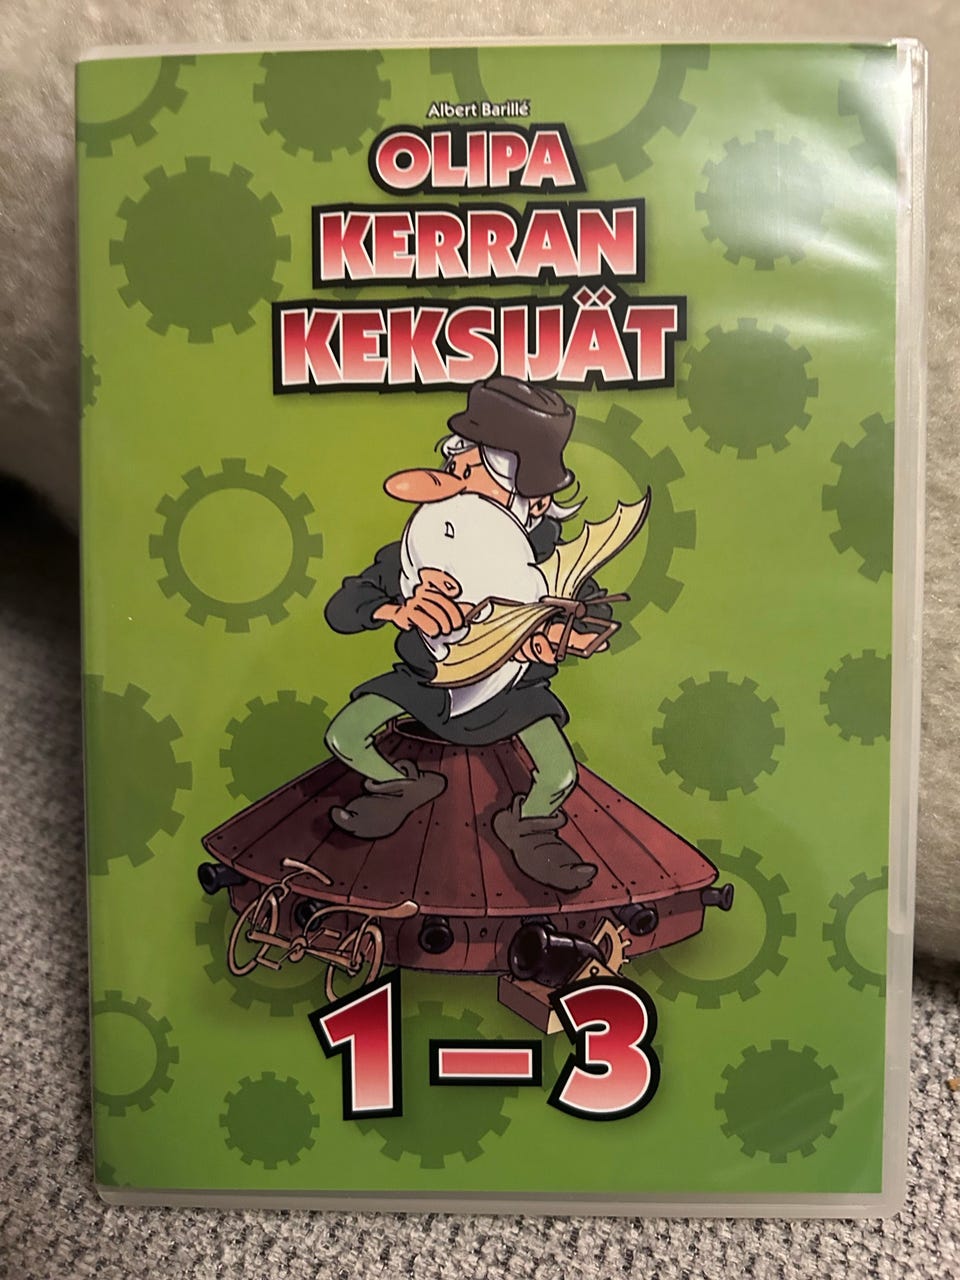 Albert Barillé
OLIPA
KERRAN
KEKSIJÄT
1–3